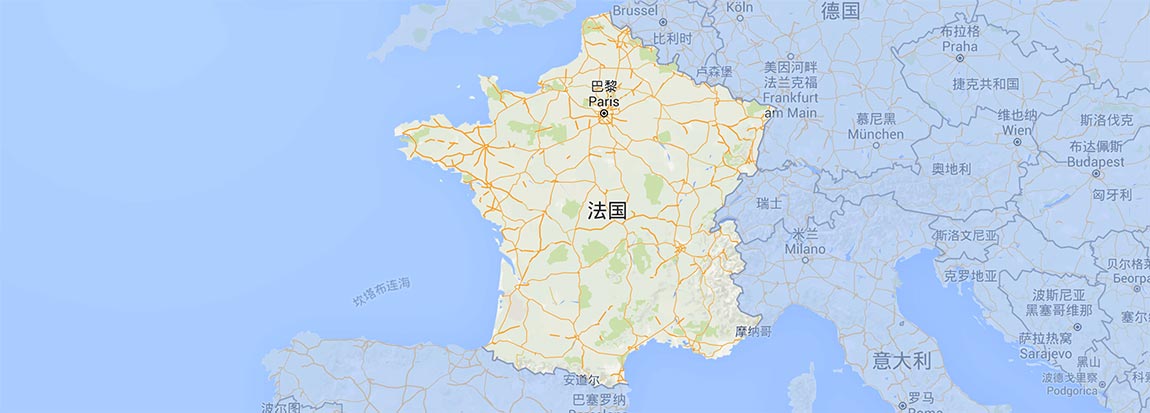 Brussel
比利时
Köln
德国
布拉格
Praha
捷克共和国
卢森堡
美因河畔
法兰克福
Frankfurt
am Main
巴黎
Paris
慕尼黑
München
维也纳
Wien
斯洛伐克
布达佩斯
Budapest
奥地利
匈牙利
瑞士
法国
米兰
Milano
斯洛文尼亚
克罗地亚
贝尔格莱
坎塔布连海
波斯尼亚
黑塞哥维那
摩纳哥
萨拉热窝
Sarajevo
意大利
黑山
波德戈里察
Podgorica
安道尔
巴塞罗纳
罗马
波尔图